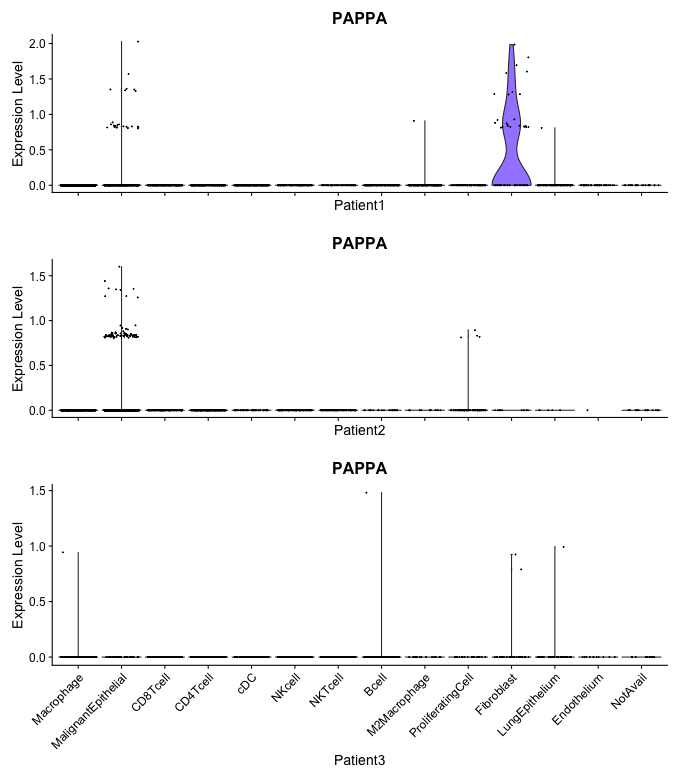 PAPPA
Expression Level
2.0
1.5
1.0
0.5
0.0
Patient1
PAPPA
Expression Level
1.5
1.0
0.5
0.0
Patient2
PAPPA
Expression Level
1.5
1.0
0.5
0.0
Macrophage
MalignantEpithelial
CD8Tcell
CD4Tcell
cDC
NKcell
NKTcell
Bcell
M2Macrophage
ProliferatingCell
Fibroblast
LungEpithelium
Endothelium
NotAvail
Patient3